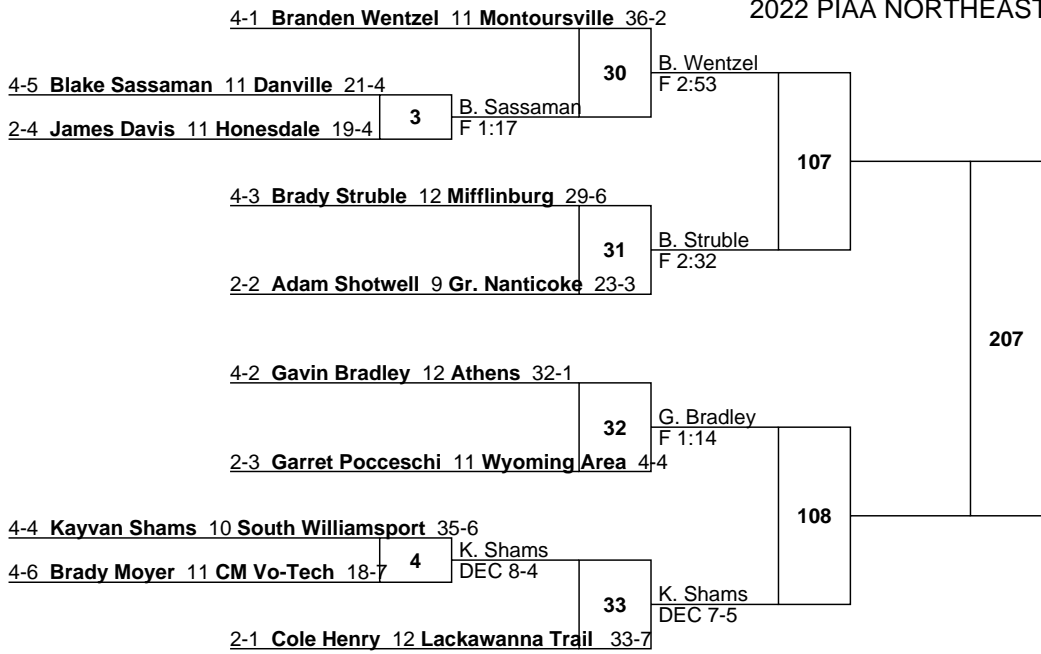 2022 PIAA NORTHEAST
4-1 Branden Wentzel 11 Montoursville 36-2
30
B. Wentzel
F 2:53
4-5 Blake Sassaman 11 Danville 21-4
3
B. Sassaman
F 1:17
2-4 James Davis 11 Honesdale 19-4
107
4-3 Brady Struble 12 Mifflinburg 29-6
31
B. Struble
F 2:32
2-2 Adam Shotwell 9 Gr. Nanticoke 23-3
207
4-2 Gavin Bradley 12 Athens 32-1
32
G. Bradley
F 1:14
2-3 Garret Pocceschi 11 Wyoming Area 4-4
108
4-4 Kayvan Shams 10 South Williamsport 35-6
4
K. Shams
DEC 8-4
4-6 Brady Moyer 11 CM Vo-Tech 18-7
33
K. Shams
DEC 7-5
2-1 Cole Henry 12 Lackawanna Trail 33-7